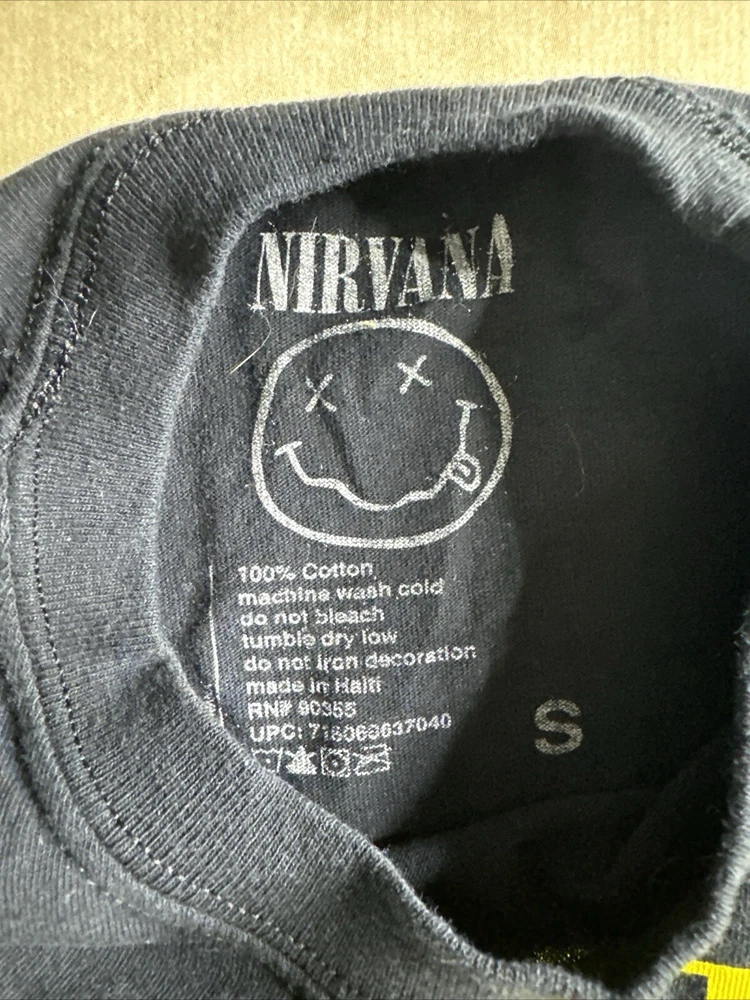 NIRVANA
100% Cotton
machine wash cold
do not bleach
tumble dry low
do not iron decoration
made in Haiti
RN# 90355
UPC:
S